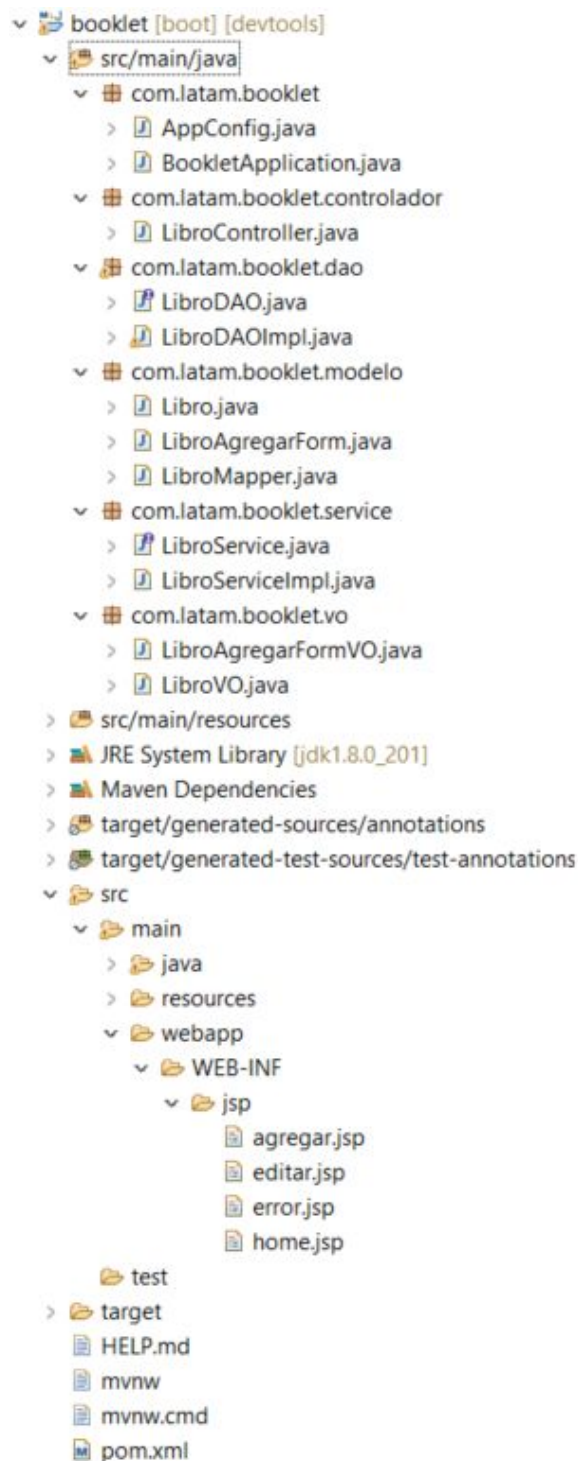 booklet [boot] [devtools]
src/main/java
com.latam.booklet
AppConfig.java
BookletApplication.java
com.latam.booklet.controlador
LibroController.java
com.latam.booklet.dao
LibroDAO.java
LibroDAOImpl.java
com.latam.booklet.modelo
Libro.java
LibroAgregarForm.java
LibroMapper.java
com.latam.booklet.service
LibroService.java
LibroServiceImpl.java
com.latam.booklet.vo
LibroAgregarFormVO.java
LibroVO.java
src/main/resources
JRE System Library [jdk1.8.0_201]
Maven Dependencies
target/generated-sources/annotations
target/generated-test-sources/test-annotations
src
main
java
resources
webapp
WEB-INF
jsp
agregar.jsp
editar.jsp
error.jsp
home.jsp
test
target
HELP.md
mvnw
mvnw.cmd
pom.xml